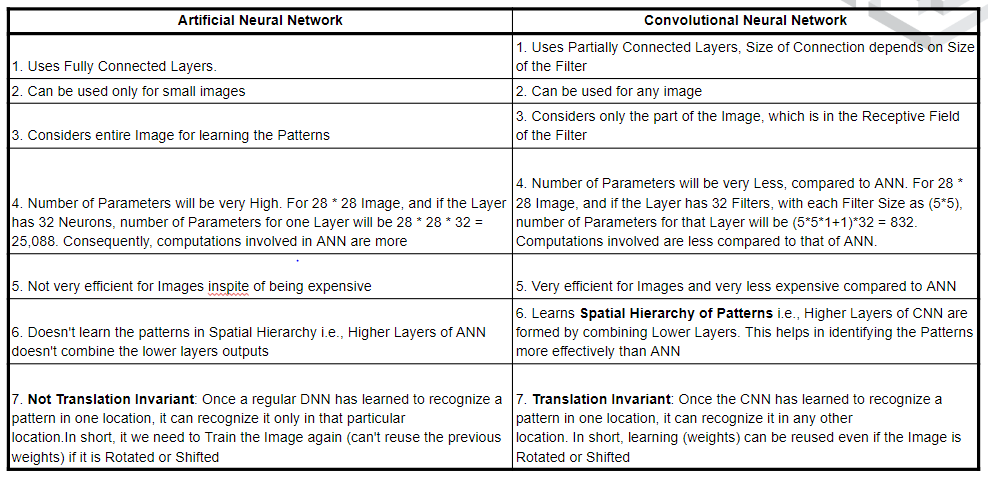 Artificial Neural Network
Convolutional Neural Network
1. Uses Fully Connected Layers.
1. Uses Partially Connected Layers, Size of Connection depends on Size
of the Filter
2. Can be used only for small images
2. Can be used for any image
3. Considers entire Image for learning the Patterns
3. Considers only the part of the Image, which is in the Receptive Field
of the Filter
4. Number of Parameters will be very High. For 28 * 28 Image, and if the Layer
has 32 Neurons, number of Parameters for one Layer will be 28 * 28 * 32 =
25,088. Consequently, computations involved in ANN are more
4. Number of Parameters will be very Less, compared to ANN. For 28 *
28 Image, and if the Layer has 32 Filters, with each Filter Size as (5*5),
number of Parameters for that Layer will be (5*5*1+1)*32 = 832.
Computations involved are less compared to that of ANN.
5. Not very efficient for Images inspite of being expensive
5. Very efficient for Images and very less expensive compared to ANN
6. Doesn't learn the patterns in Spatial Hierarchy i.e., Higher Layers of ANN
doesn't combine the lower layers outputs
6. Learns Spatial Hierarchy of Patterns i.e., Higher Layers of CNN are
formed by combining Lower Layers. This helps in identifying the Patterns
more effectively than ANN
7. Not Translation Invariant: Once a regular DNN has learned to recognize a
pattern in one location, it can recognize it only in that particular
location.In short, it we need to Train the Image again (can't reuse the previous
weights) if it is Rotated or Shifted
7. Translation Invariant: Once the CNN has learned to recognize a
pattern in one location, it can recognize it in any other
location. In short, learning (weights) can be reused even if the Image is
Rotated or Shifted